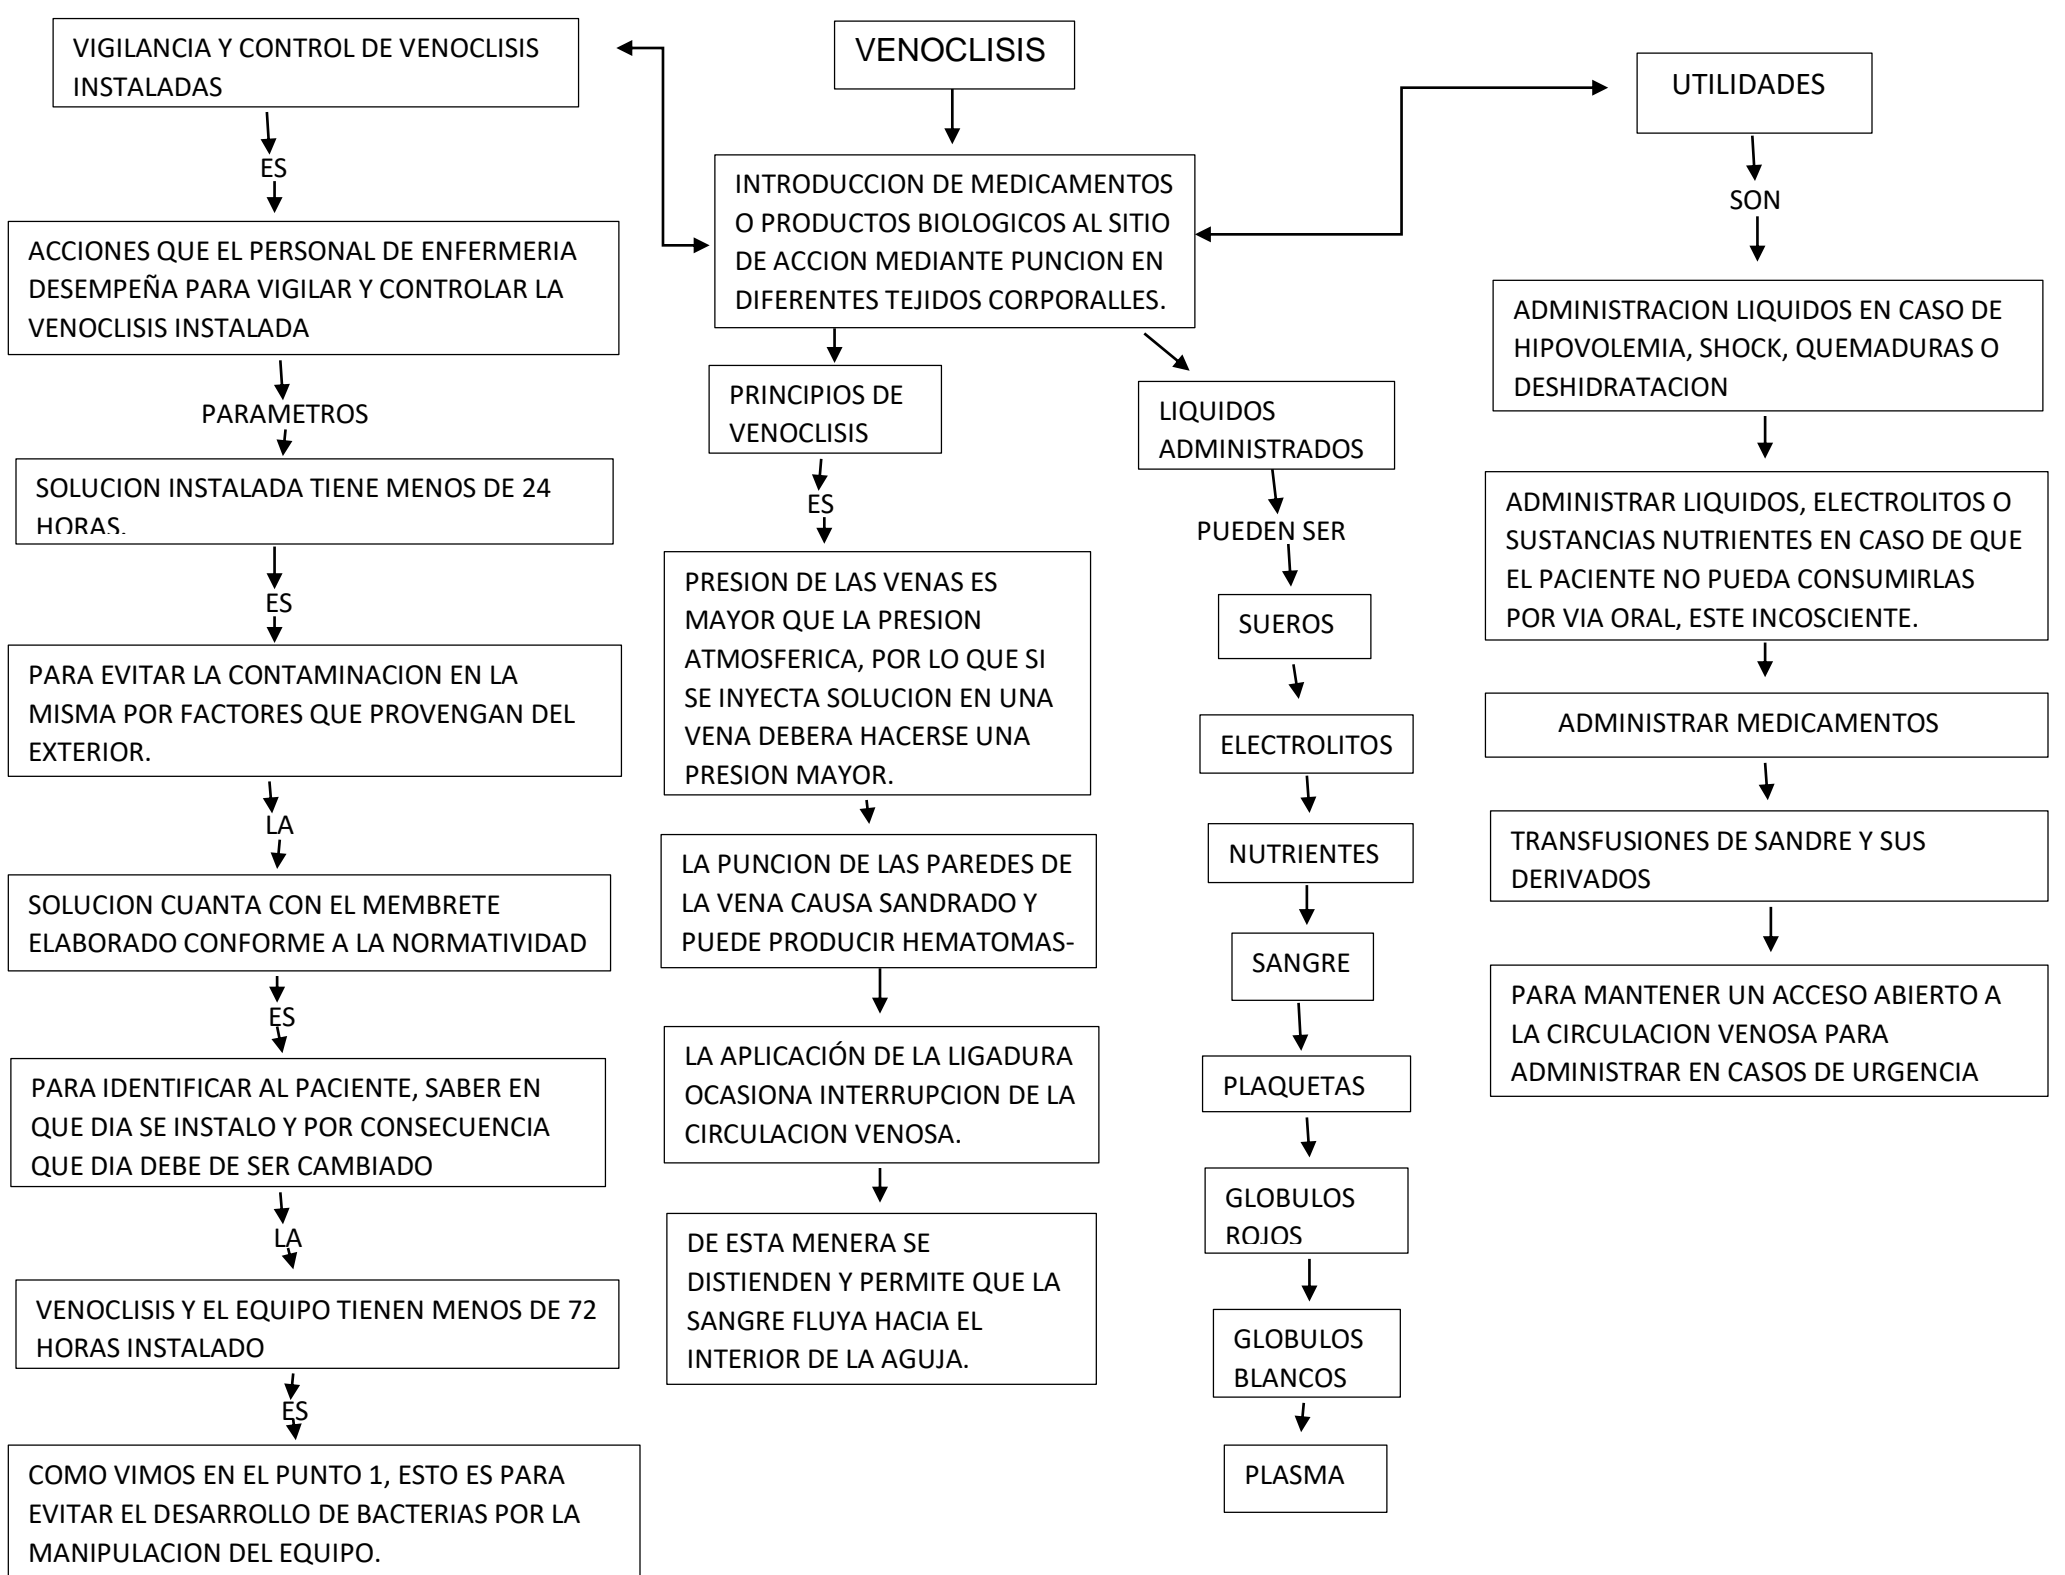 VIGILANCIA Y CONTROL DE VENOCLISIS
INSTALADAS
ES
ACCIONES QUE EL PERSONAL DE ENFERMERIA
DESEMPEÑA PARA VIGILAR Y CONTROLAR LA
VENOCLISIS INSTALADA
PARAMETROS
SOLUCION INSTALADA TIENE MENOS DE 24
HORAS.
ES
PARA EVITAR LA CONTAMINACION EN LA
MISMA POR FACTORES QUE PROVENGAN DEL
EXTERIOR.
LA
SOLUCION CUANTA CON EL MEMBRETE
ELABORADO CONFORME A LA NORMATIVIDAD
ES
PARA IDENTIFICAR AL PACIENTE, SABER EN
QUE DIA SE INSTALO Y POR CONSECUENCIA
QUE DIA DEBE DE SER CAMBIADO
LA
VENOCLISIS Y EL EQUIPO TIENEN MENOS DE 72
HORAS INSTALADO
ES
COMO VIMOS EN EL PUNTO 1, ESTO ES PARA
EVITAR EL DESARROLLO DE BACTERIAS POR LA
MANIPULACION DEL EQUIPO.
VENOCLISIS
INTRODUCCION DE MEDICAMENTOS
O PRODUCTOS BIOLOGICOS AL SITIO
DE ACCION MEDIANTE PUNCION EN
DIFERENTES TEJIDOS CORPORALLES.
PRINCIPIOS DE
VENOCLISIS
ES
PRESION DE LAS VENAS ES
MAYOR QUE LA PRESION
ATMOSFERICA, POR LO QUE SI
SE INYECTA SOLUCION EN UNA
VENA DEBERA HACERSE UNA
PRESION MAYOR.
LA PUNCION DE LAS PAREDES DE
LA VENA CAUSA SANDRADO Y
PUEDE PRODUCIR HEMATOMAS-
LA APLICACIÓN DE LA LIGADURA
OCASIONA INTERRUPCION DE LA
CIRCULACION VENOSA.
DE ESTA MENERA SE
DISTIENDEN Y PERMITE QUE LA
SANGRE FLUYA HACIA EL
INTERIOR DE LA AGUJA.
LIQUIDOS
ADMINISTRADOS
PUEDEN SER
SUEROS
ELECTROLITOS
NUTRIENTES
SANGRE
PLAQUETAS
GLOBULOS
ROJOS
GLOBULOS
BLANCOS
PLASMA
UTILIDADES
SON
ADMINISTRACION LIQUIDOS EN CASO DE
HIPOVOLEMIA, SHOCK, QUEMADURAS O
DESHIDRATACION
ADMINISTRAR LIQUIDOS, ELECTROLITOS O
SUSTANCIAS NUTRIENTES EN CASO DE QUE
EL PACIENTE NO PUEDA CONSUMIRLAS
POR VIA ORAL, ESTE INCOSCIENTE.
ADMINISTRAR MEDICAMENTOS
TRANSFUSIONES DE SANDRE Y SUS
DERIVADOS
PARA MANTENER UN ACCESO ABIERTO A
LA CIRCULACION VENOSA PARA
ADMINISTRAR EN CASOS DE URGENCIA